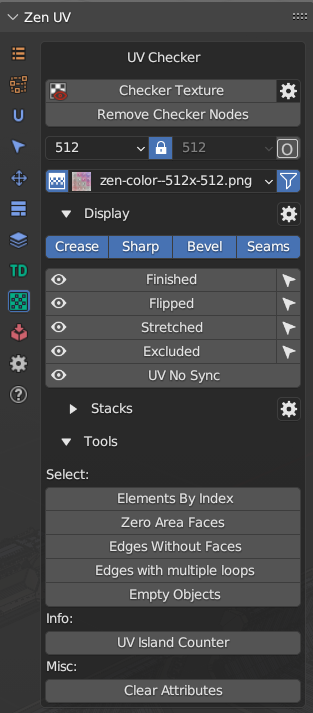 Zen UV
UV Checker
Checker Texture
Remove Checker Nodes
512 512 O
zen-color--512x-512.png
Display
Crease Sharp Bevel Seams
Finished
Flipped
Stretched
Excluded
UV No Sync
Stacks
Tools
Select:
Elements By Index
Zero Area Faces
Edges Without Faces
Edges with multiple loops
Empty Objects
Info:
UV Island Counter
Misc:
Clear Attributes
U
TD
?